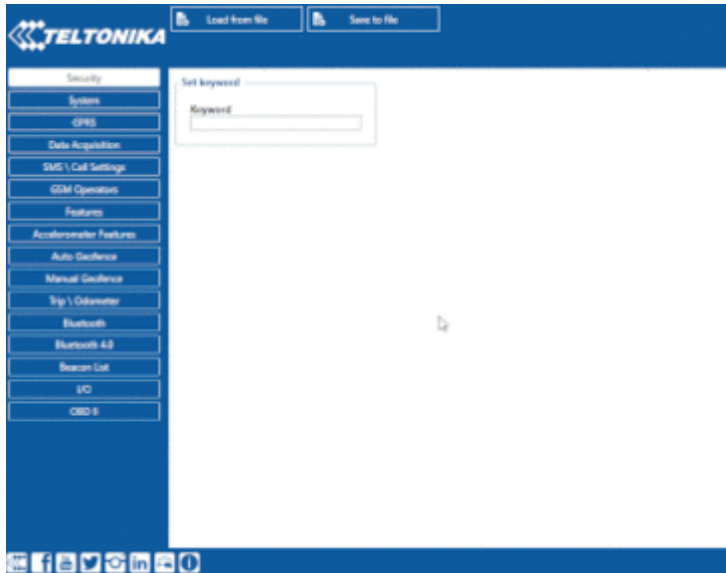 TELTONIKA
Load from file
Save to file
Security
System
GPRS
Data Acquisition
SMS \ Call Settings
GSM Operators
Features
Accelerometer Features
Auto Geofence
Manual Geofence
Trip \ Odometer
Bluetooth
Bluetooth 4.0
Beacon List
I/O
OBD II
Set keyword
Keyword